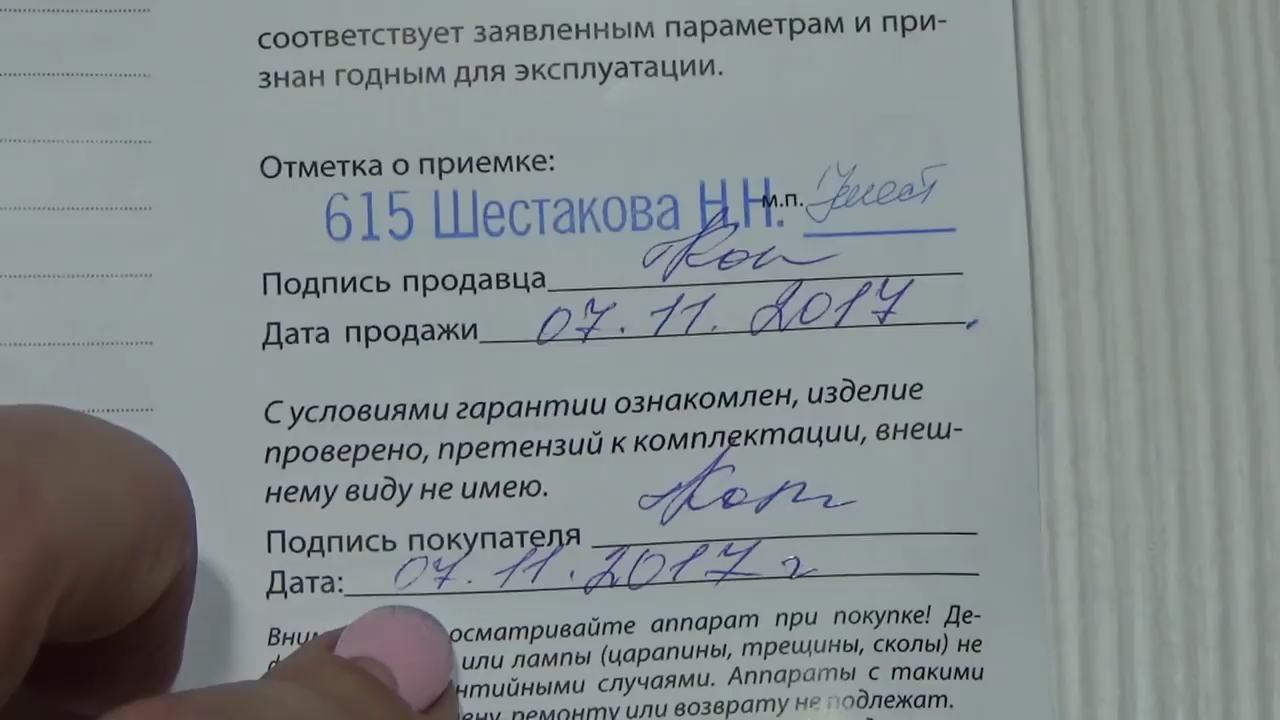 соответствует заявленным параметрам и при-
знан годным для эксплуатации.
Отметка о приемке:
615 Шестакова Н.Н. м.п.
Подпись продавца
Дата продажи 07.11.2017
С условиями гарантии ознакомлен, изделие
проверено, претензий к комплектации, внеш-
нему виду не имею.
Подпись покупателя
Дата: 07.11.2017 г
осматривайте аппарат при покупке! Де-
или лампы (царапины, трещины, сколы) не
случаями. Аппараты с такими
ремонту или возврату не подлежат.